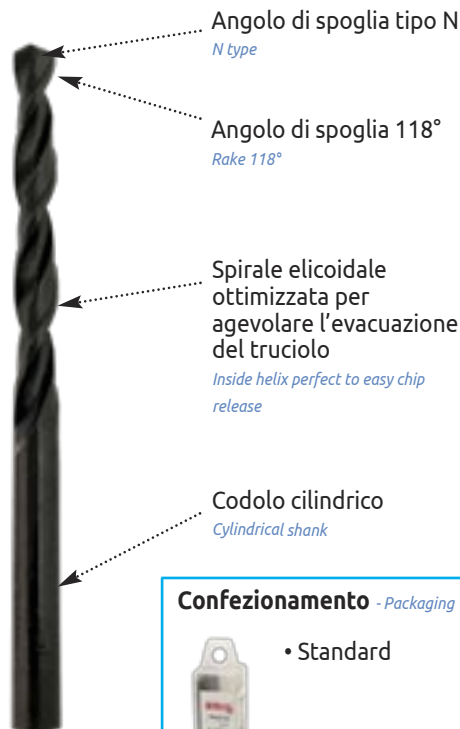 Angolo di spoglia tipo N
N type
Angolo di spoglia 118°
Rake 118°
Spirale elicoidale
ottimizzata per
agevolare l’evacuazione
del truciolo
Inside helix perfect to easy chip
release
Codolo cilindrico
Cylindrical shank
Confezionamento - Packaging
• Standard